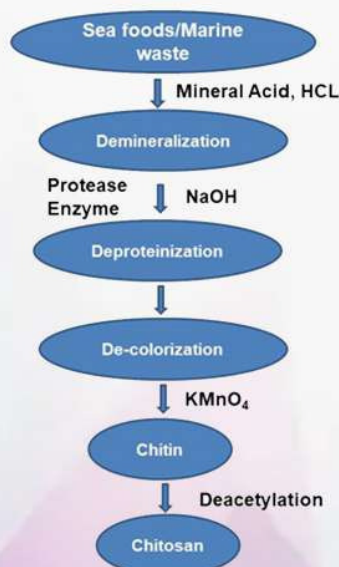 Sea foods/Marine
waste
Mineral Acid, HCL
Demineralization
Protease
Enzyme
NaOH
Deproteinization
De-colorization
KMnO₄
Chitin
Deacetylation
Chitosan